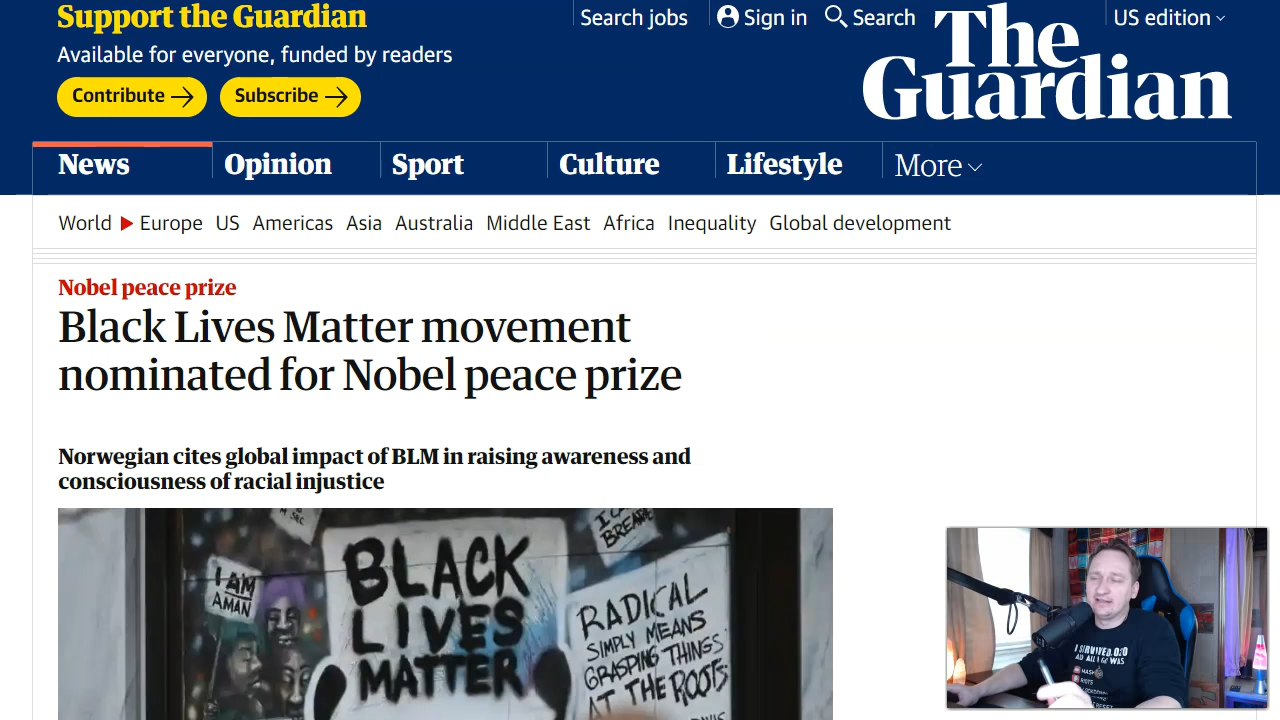 Support the Guardian
Available for everyone, funded by readers
Contribute
Subscribe
Search jobs
Sign in
Search
US edition
The
Guardian
News
Opinion
Sport
Culture
Lifestyle
More
World
Europe
US
Americas
Asia
Australia
Middle East
Africa
Inequality
Global development
Nobel peace prize
Black Lives Matter movement
nominated for Nobel peace prize
Norwegian cites global impact of BLM in raising awareness and
consciousness of racial injustice
I AM
A MAN
BLACK
LIVES
MATTER
RADICAL
SIMPLY MEANS
GRASPING THINGS
AT THE ROOTS
I SURVIVED
WAS